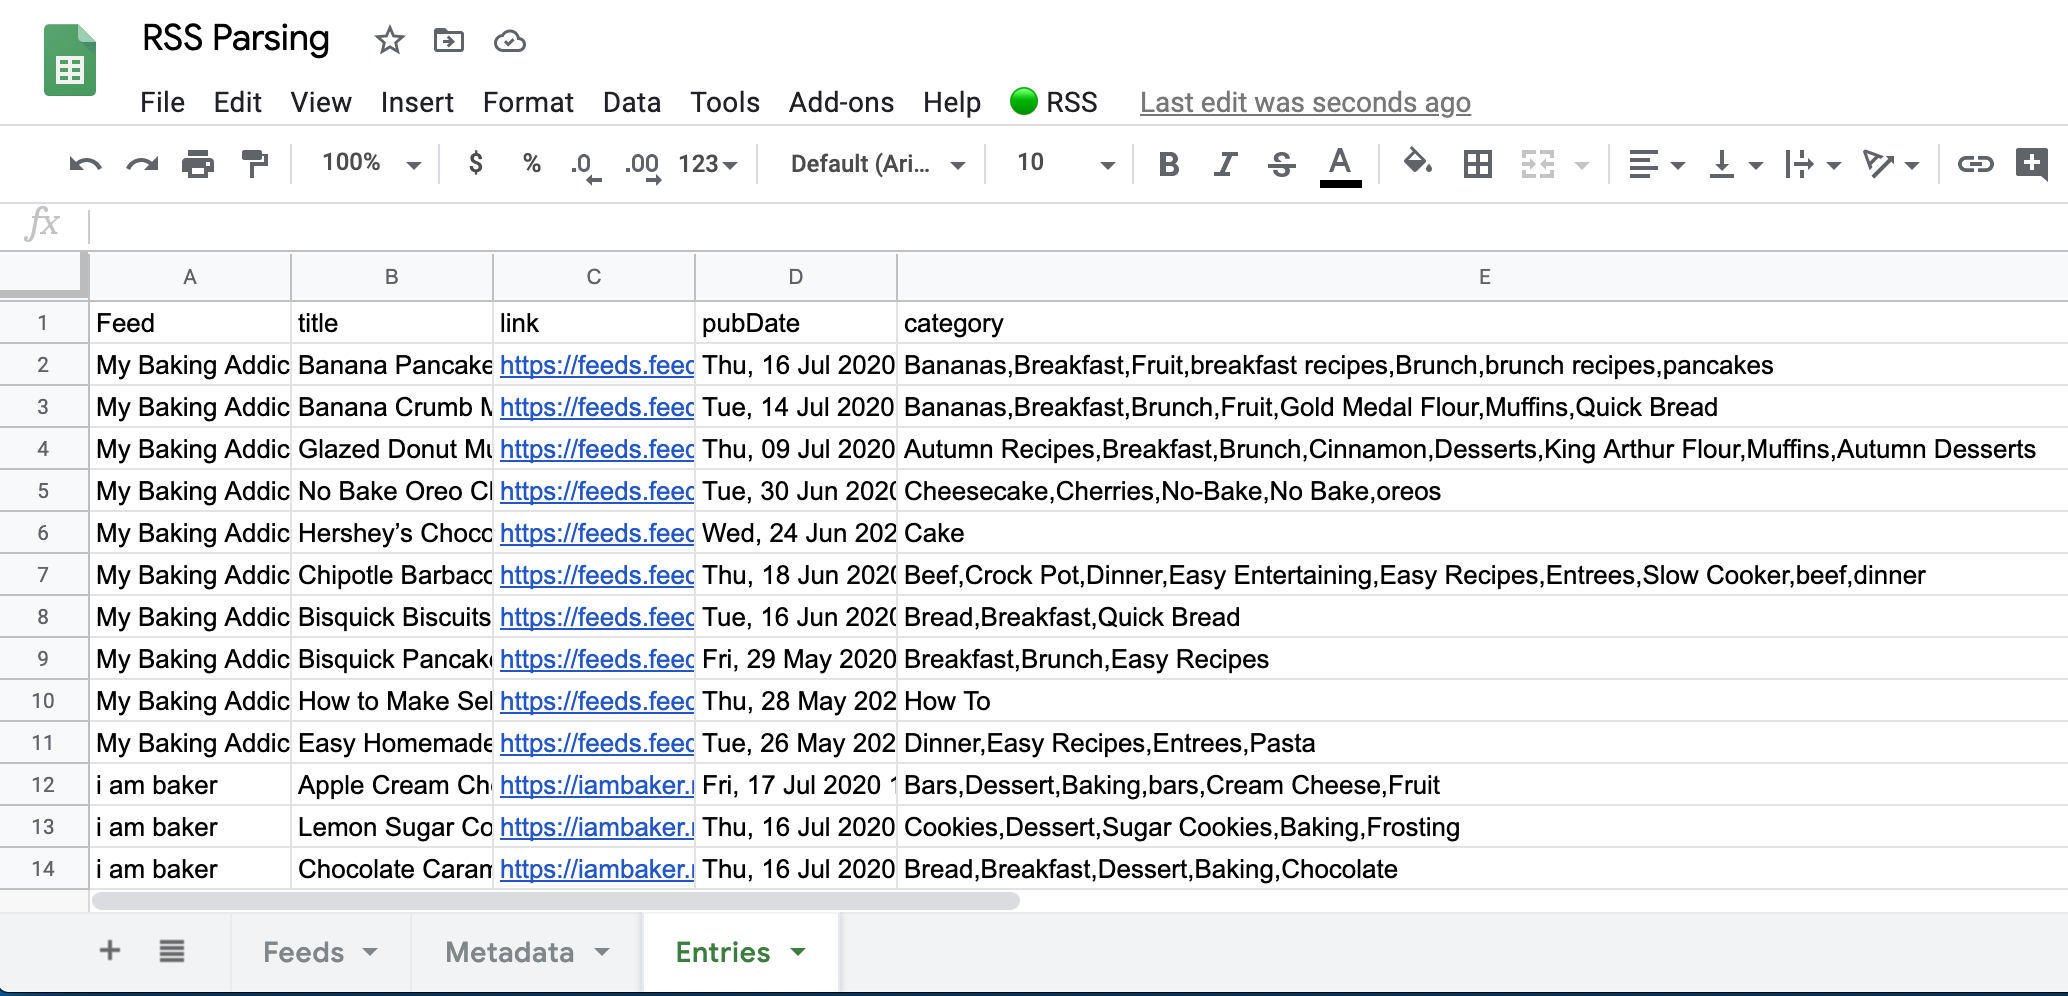 RSS Parsing
File Edit View Insert Format Data Tools Add-ons Help RSS Last edit was seconds ago
100% $ % .0 .00 123 Default (Ari... 10 B I S A
fx
A B C D E
1 Feed title link pubDate category
2 My Baking Addic Banana Pancake https://feeds.feed Thu, 16 Jul 2020 Bananas,Breakfast,Fruit,breakfast recipes,Brunch,brunch recipes,pancakes
3 My Baking Addic Banana Crumb M https://feeds.feed Tue, 14 Jul 2020 Bananas,Breakfast,Brunch,Fruit,Gold Medal Flour,Muffins,Quick Bread
4 My Baking Addic Glazed Donut Mu https://feeds.feed Thu, 09 Jul 2020 Autumn Recipes,Breakfast,Brunch,Cinnamon,Desserts,King Arthur Flour,Muffins,Autumn Desserts
5 My Baking Addic No Bake Oreo Ch https://feeds.feed Tue, 30 Jun 2020 Cheesecake,Cherries,No-Bake,No Bake,oreos
6 My Baking Addic Hershey’s Choco https://feeds.feed Wed, 24 Jun 202 Cake
7 My Baking Addic Chipotle Barbaco https://feeds.feed Thu, 18 Jun 2020 Beef,Crock Pot,Dinner,Easy Entertaining,Easy Recipes,Entrees,Slow Cooker,beef,dinner
8 My Baking Addic Bisquick Biscuits https://feeds.feed Tue, 16 Jun 2020 Bread,Breakfast,Quick Bread
9 My Baking Addic Bisquick Pancake https://feeds.feed Fri, 29 May 2020 Breakfast,Brunch,Easy Recipes
10 My Baking Addic How to Make Sel https://feeds.feed Thu, 28 May 202 How To
11 My Baking Addic Easy Homemade https://feeds.feed Tue, 26 May 202 Dinner,Easy Recipes,Entrees,Pasta
12 i am baker Apple Cream Che https://iambaker. Fri, 17 Jul 2020 1 Bars,Dessert,Baking,bars,Cream Cheese,Fruit
13 i am baker Lemon Sugar Co https://iambaker. Thu, 16 Jul 2020 Cookies,Dessert,Sugar Cookies,Baking,Frosting
14 i am baker Chocolate Caram https://iambaker. Thu, 16 Jul 2020 Bread,Breakfast,Dessert,Baking,Chocolate
Feeds Metadata Entries